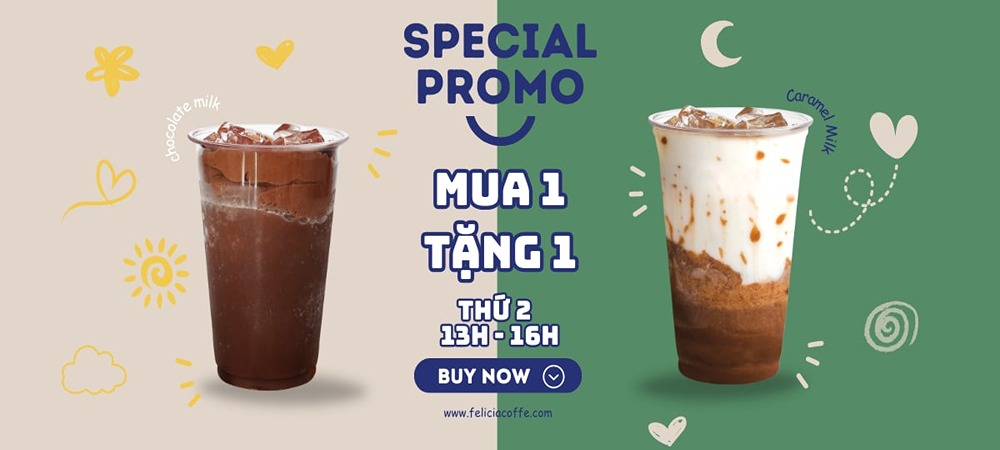 SPECIAL
PROMO
chocolate milk
Caramel Milk
MUA 1
TẶNG 1
THỨ 2
13H - 16H
BUY NOW
www.feliciacoffe.com